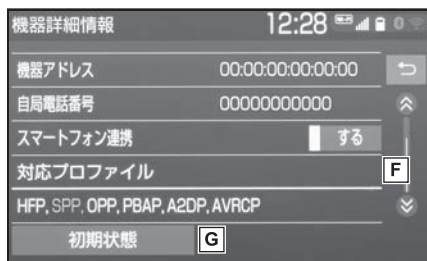 機器詳細情報 12:28
機器アドレス 00:00:00:00:00:00
自局電話番号 00000000000
スマートフォン連携 する
対応プロファイル
F
HFP, SPP, OPP, PBAP, A2DP, AVRCP
初期状態 G